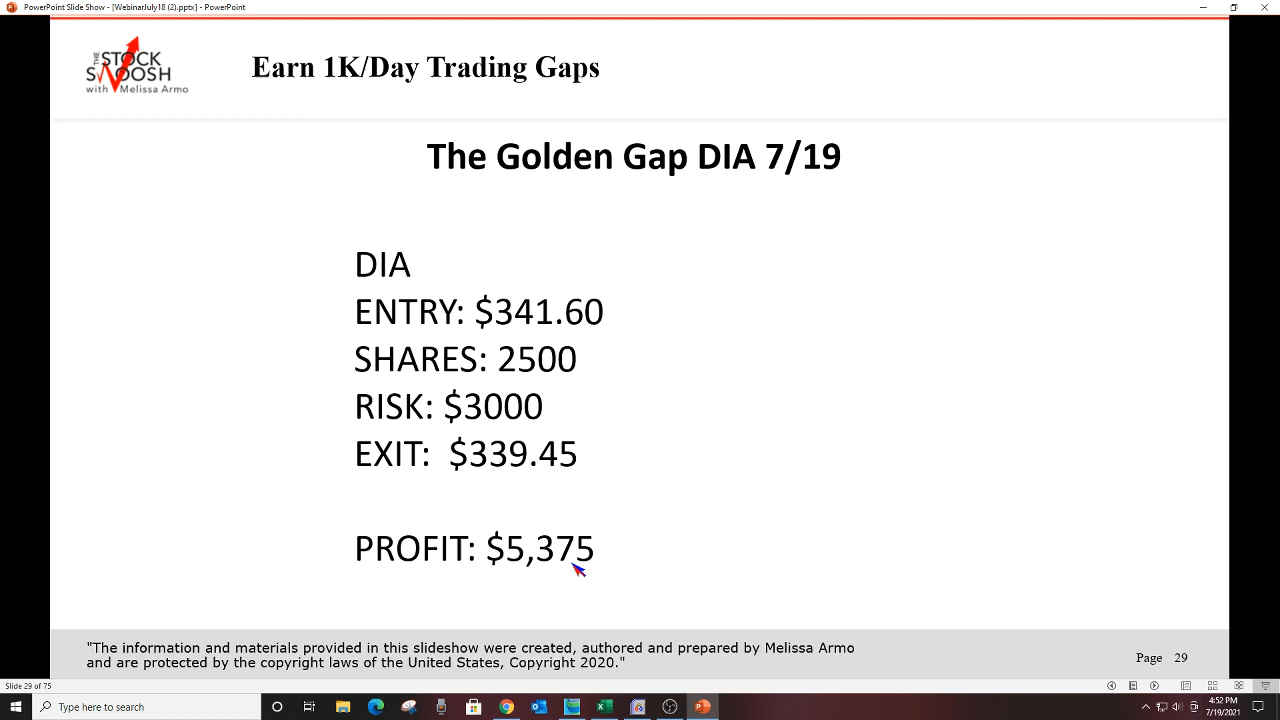 PowerPoint Slide Show - [WebinarJuly18 (2).pptx] - PowerPoint
THE STOCK
SWOOSH
with Melissa Armo
Earn 1K/Day Trading Gaps
The Golden Gap DIA 7/19
DIA
ENTRY: $341.60
SHARES: 2500
RISK: $3000
EXIT: $339.45
PROFIT: $5,375
"The information and materials provided in this slideshow were created, authored and prepared by Melissa Armo
and are protected by the copyright laws of the United States, Copyright 2020."
Page 29
Slide 29 of 75
Type here to search
4:52 PM
7/19/2021